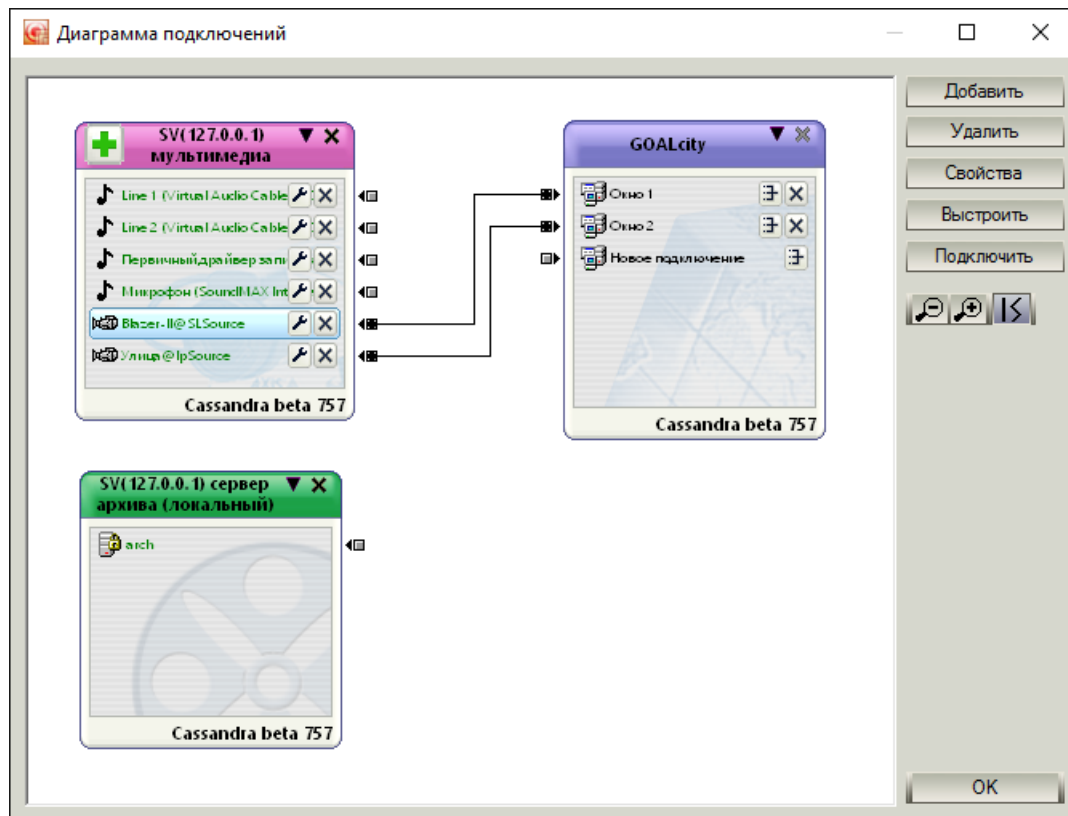 Диаграмма подключений
SV(127.0.0.1)
мультимедиа
Line 1 (Virtual Audio Cable
Line 2 (Virtual Audio Cable
Первичный драйвер запи
Микрофон (SoundMAX Int
Blazer-II@SLSource
Улица@IpSource
Cassandra beta 757
GOALcity
Окно 1
Окно 2
Новое подключение
Cassandra beta 757
SV(127.0.0.1) сервер
архива (локальный)
arch
Cassandra beta 757
Добавить
Удалить
Свойства
Выстроить
Подключить
OK